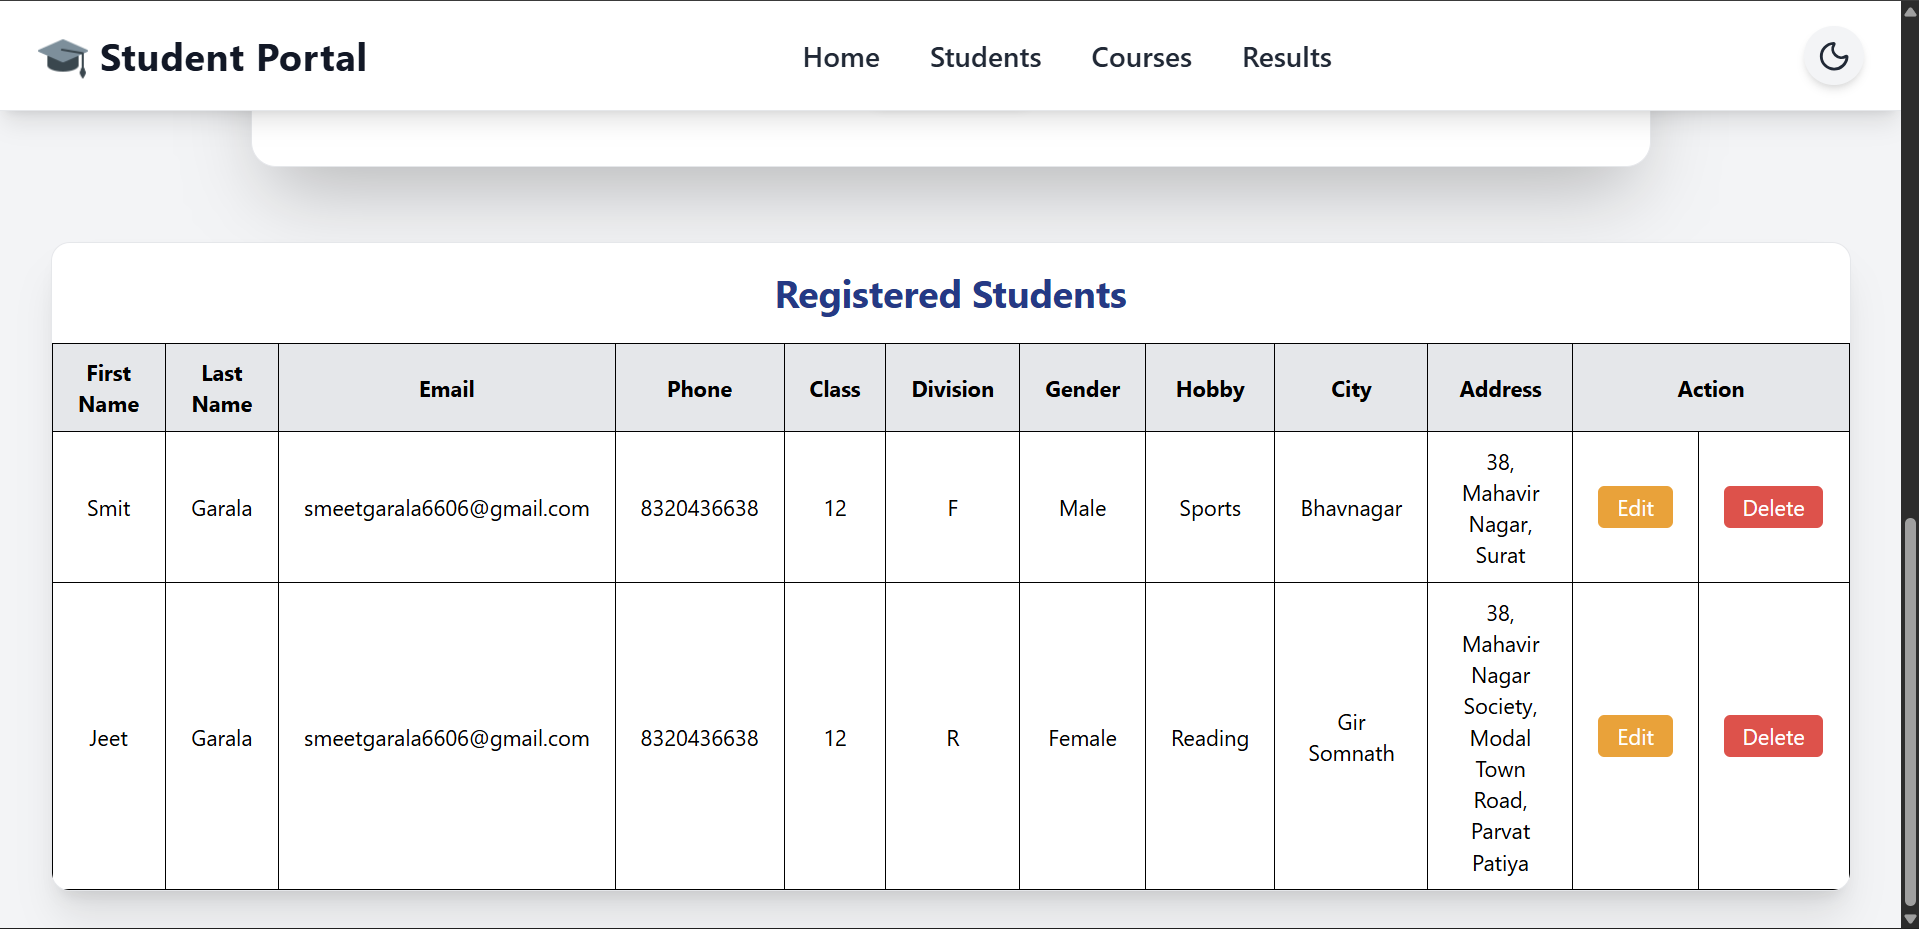 Student Portal
Home Students Courses Results
Registered Students
First Name Last Name Email Phone Class Division Gender Hobby City Address Action
Smit Garala smeetgarala6606@gmail.com 8320436638 12 F Male Sports Bhavnagar 38, Mahavir Nagar, Surat Edit Delete
Jeet Garala smeetgarala6606@gmail.com 8320436638 12 R Female Reading Gir Somnath 38, Mahavir Nagar Society, Modal Town Road, Parvat Patiya Edit Delete